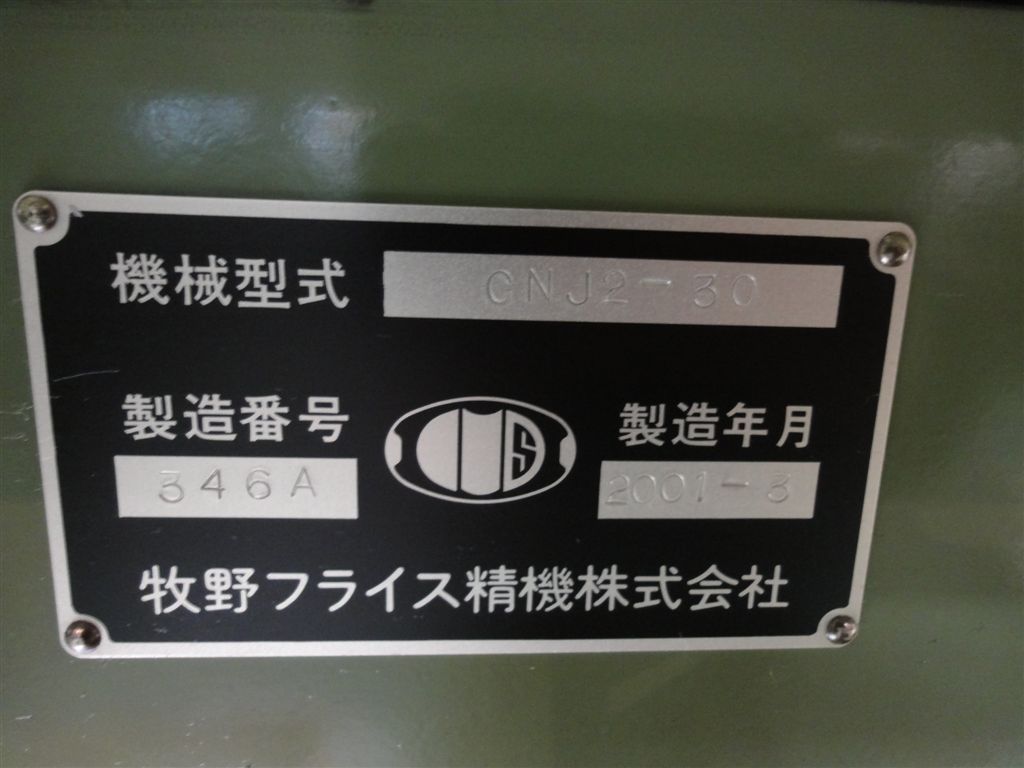 機械型式 CNJ2-30
製造番号 製造年月
346A 2001-3
牧野フライス精機株式会社